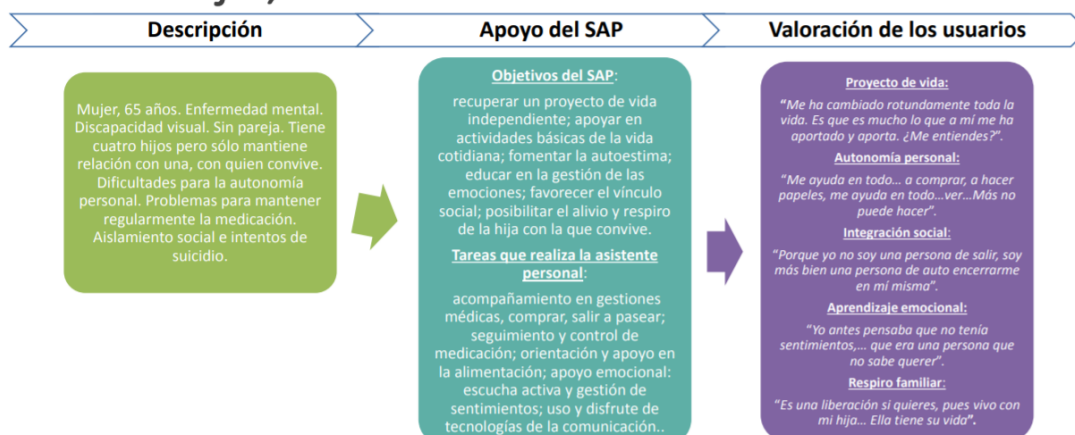 Descripción
Apoyo del SAP
Valoración de los usuarios
Mujer, 65 años. Enfermedad mental.
Discapacidad visual. Sin pareja. Tiene
cuatro hijos pero sólo mantiene
relación con una, con quien convive.
Dificultades para la autonomía
personal. Problemas para mantener
regularmente la medicación.
Aislamiento social e intentos de
suicidio.
Objetivos del SAP:
recuperar un proyecto de vida
independiente; apoyar en
actividades básicas de la vida
cotidiana; fomentar la autoestima;
educar en la gestión de las
emociones; favorecer el vínculo
social; posibilitar el alivio y respiro
de la hija con la que convive.
Tareas que realiza la asistente
personal:
acompañamiento en gestiones
médicas, comprar, salir a pasear;
seguimiento y control de
medicación; orientación y apoyo en
la alimentación; apoyo emocional:
escucha activa y gestión de
sentimientos; uso y disfrute de
tecnologías de la comunicación..
Proyecto de vida:
“Me ha cambiado rotundamente toda la
vida. Es que es mucho lo que a mí me ha
aportado y aporta. ¿Me entiendes?”.
Autonomía personal:
“Me ayuda en todo… a comprar, a hacer
papeles, me ayuda en todo…ver…Más no
puede hacer”.
Integración social:
“Porque yo no soy una persona de salir, soy
más bien una persona de auto encerrarme
en mí misma”.
Aprendizaje emocional:
“Yo antes pensaba que no tenía
sentimientos,… que era una persona que
no sabe querer”.
Respiro familiar:
“Es una liberación si quieres, pues vivo con
mi hija… Ella tiene su vida”.